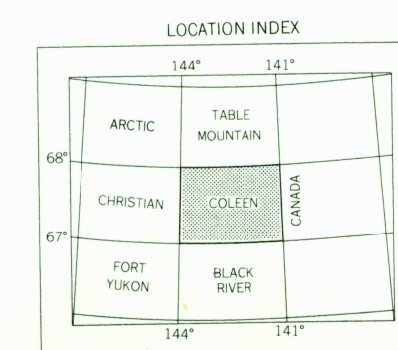 LOCATION INDEX
144° 141°
ARCTIC
TABLE
MOUNTAIN
68°
CHRISTIAN
COLEEN
CANADA
67°
FORT
YUKON
BLACK
RIVER
144° 141°